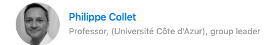 Philippe Collet
Professor, (Université Côte d'Azur), group leader